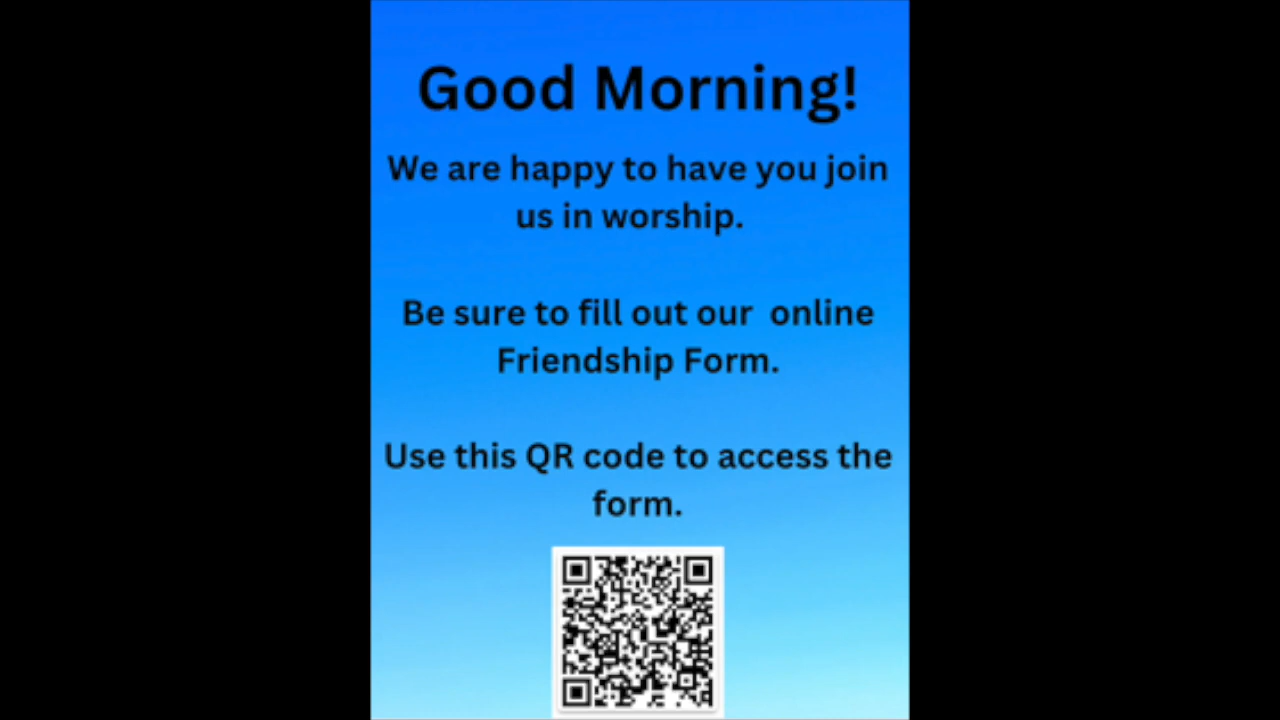 Good Morning!
We are happy to have you join
us in worship.
Be sure to fill out our  online
Friendship Form.
Use this QR code to access the
form.